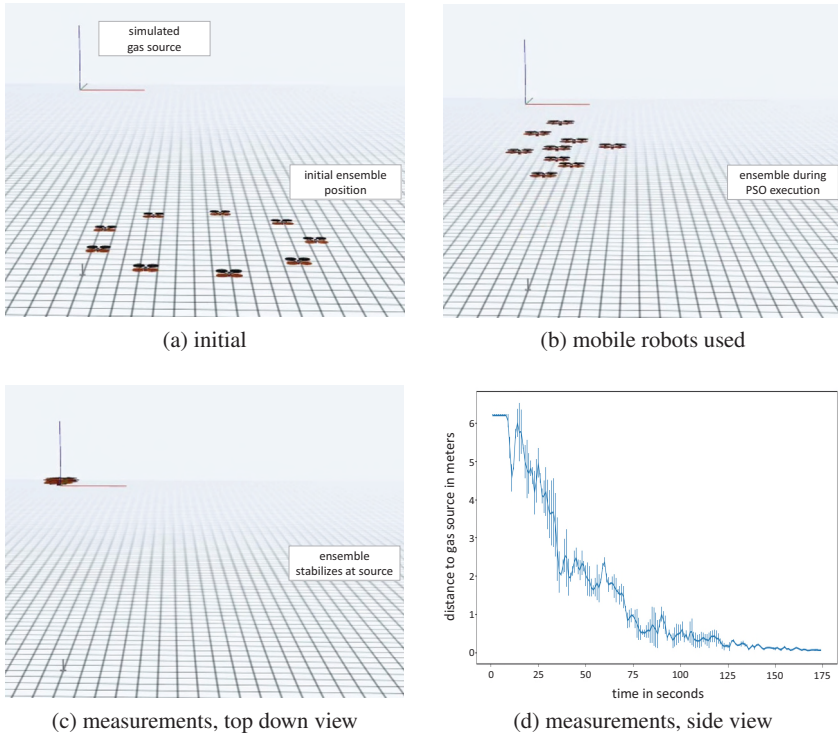 simulated
gas source
initial ensemble
position
(a) initial
ensemble during
PSO execution
(b) mobile robots used
ensemble
stabilizes at source
(c) measurements, top down view
distance to gas source in meters
6
5
4
3
2
1
0
0 25 50 75 100 125 150 175
time in seconds
(d) measurements, side view